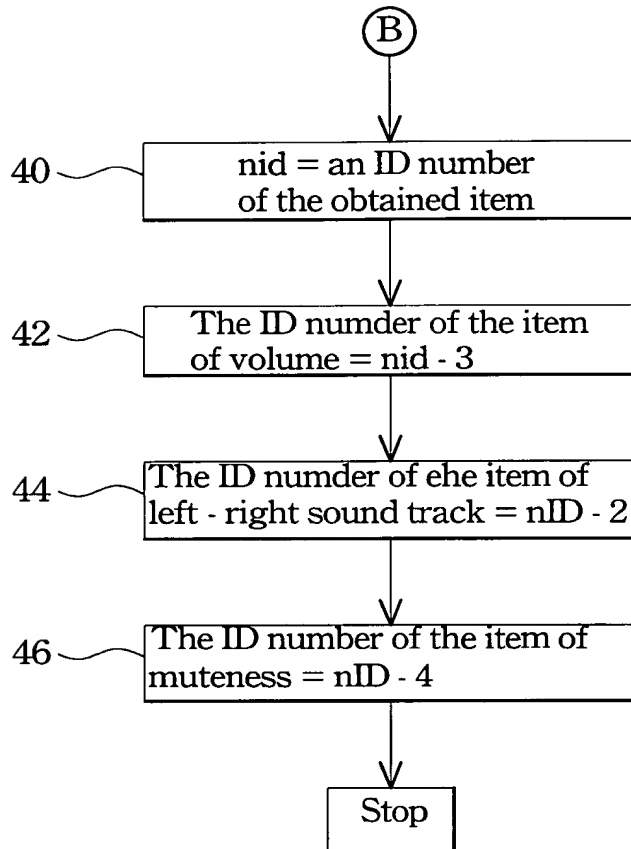 B
40
nid = an ID number
of the obtained item
42
The ID numder of the item
of volume = nid - 3
44
The ID numder of ehe item of
left - right sound track = nID - 2
46
The ID number of the item of
muteness = nID - 4
Stop